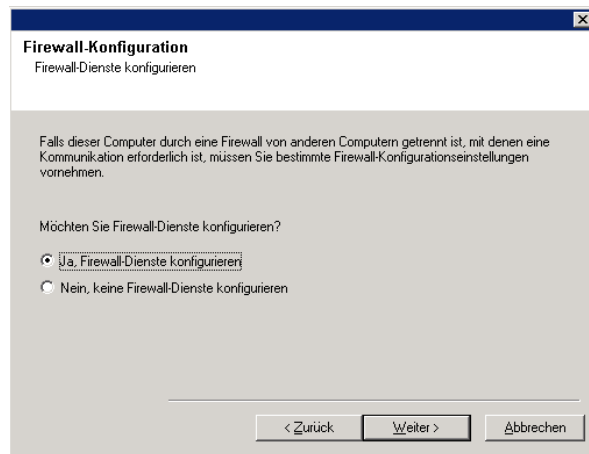 Firewall-Konfiguration
Firewall-Dienste konfigurieren
Falls dieser Computer durch eine Firewall von anderen Computern getrennt ist, mit denen eine
Kommunikation erforderlich ist, müssen Sie bestimmte Firewall-Konfigurationseinstellungen
vornehmen.
Möchten Sie Firewall-Dienste konfigurieren?
Ja, Firewall-Dienste konfigurieren
Nein, keine Firewall-Dienste konfigurieren
< Zurück Weiter > Abbrechen